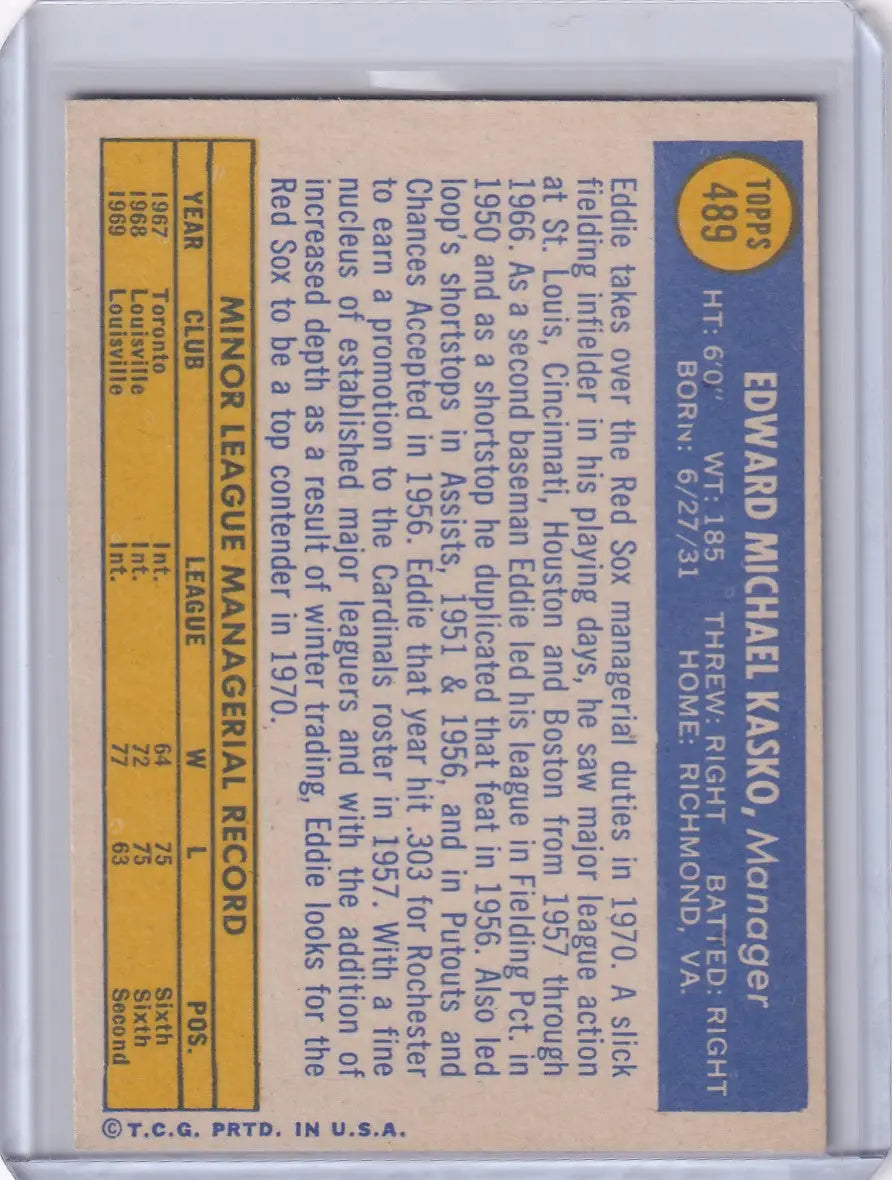 TOPPS
489
EDWARD MICHAEL KASKO, Manager
HT: 6'0" WT: 185 THREW: RIGHT BATTED: RIGHT
BORN: 6/27/31 HOME: RICHMOND, VA.
Eddie takes over the Red Sox managerial duties in 1970. A slick
fielding infielder in his playing days, he saw major league action
at St. Louis, Cincinnati, Houston and Boston from 1957 through
1966. As a second baseman Eddie led his league in Fielding Pct. in
1950 and as a shortstop he duplicated that feat in 1956. Also led
loop's shortstops in Assists, 1951 & 1956, and in Putouts and
Chances Accepted in 1956. Eddie that year hit .303 for Rochester
to earn a promotion to the Cardinals roster in 1957. With a fine
nucleus of established major leaguers and with the addition of
increased depth as a result of winter trading, Eddie looks for the
Red Sox to be a top contender in 1970.
MINOR LEAGUE MANAGERIAL RECORD
YEAR CLUB LEAGUE W L POS.
1967 Toronto Int. 64 75 Sixth
1968 Louisville Int. 72 75 Sixth
1969 Louisville Int. 77 63 Second
© T.C.G. PRTD. IN U.S.A.